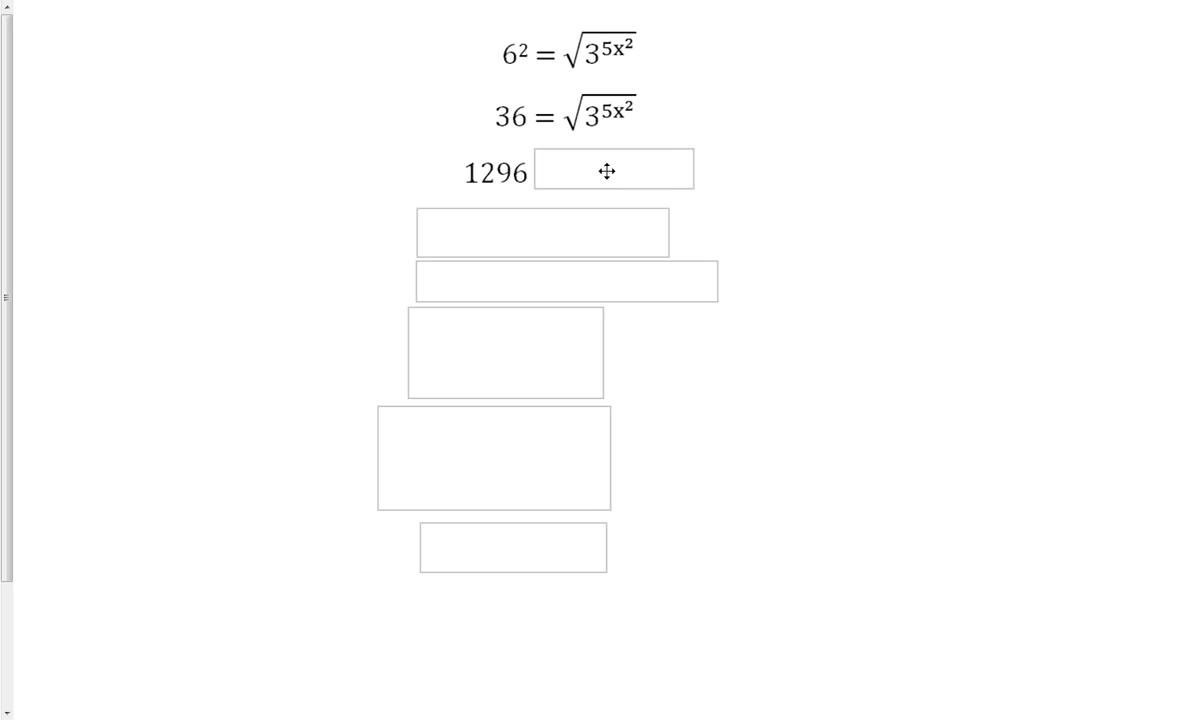 6² = √3^5x²
36 = √3^5x²
1296